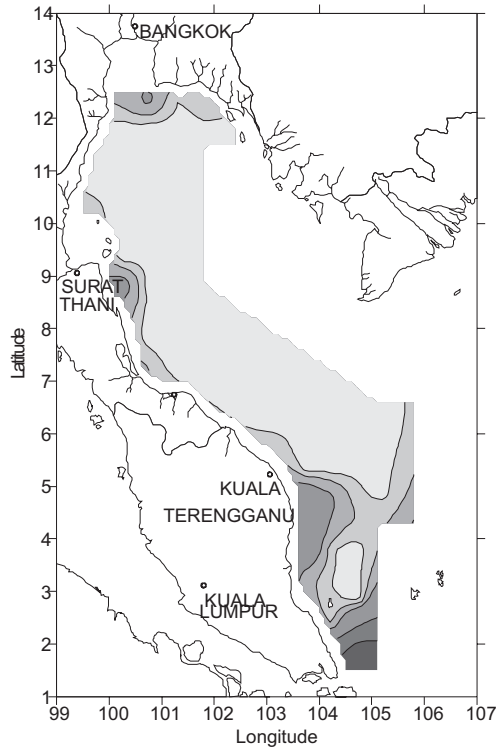 14
BANGKOK
13
12
11
10
9
SURAT
THANI
8
Latitude
7
6
5
KUALA
TERENGGANU
4
3
KUALA
LUMPUR
2
1
99 100 101 102 103 104 105 106 107
Longitude